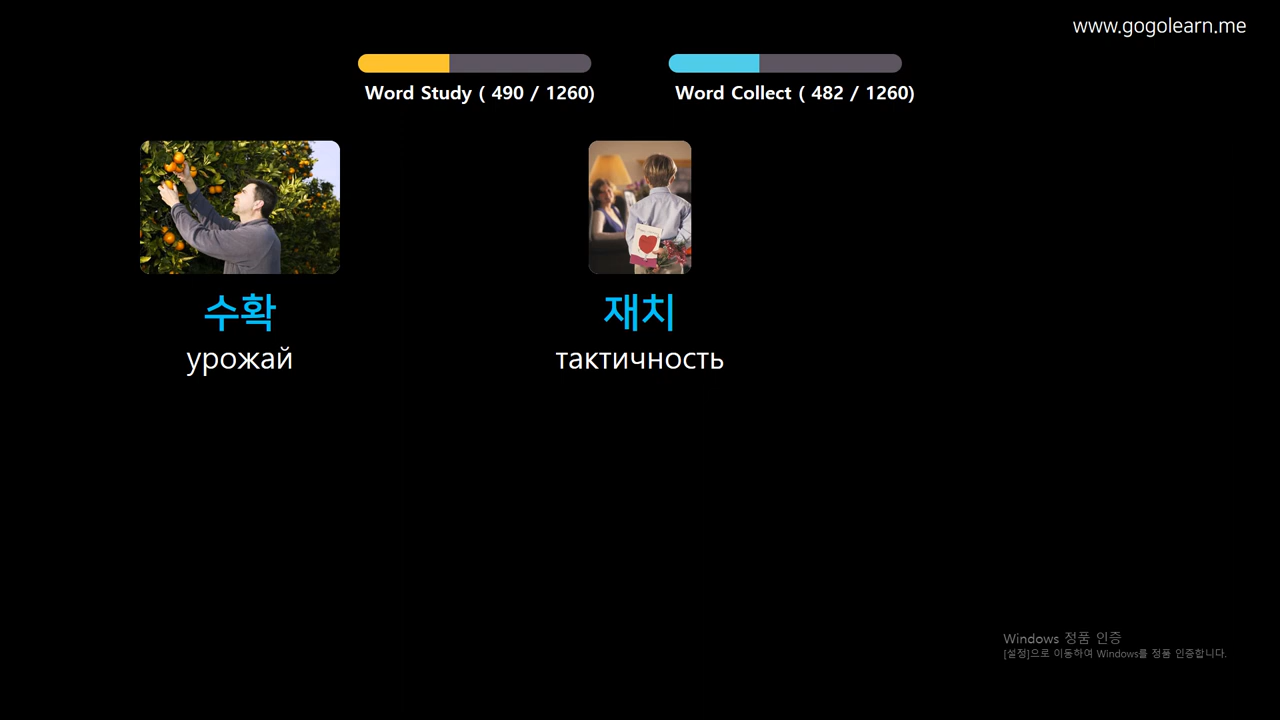 www.gogolearn.me
Word Study ( 490 / 1260)
Word Collect ( 482 / 1260)
수확
재치
урожай
тактичность
Windows 정품 인증
[설정]으로 이동하여 Windows를 정품 인증합니다.